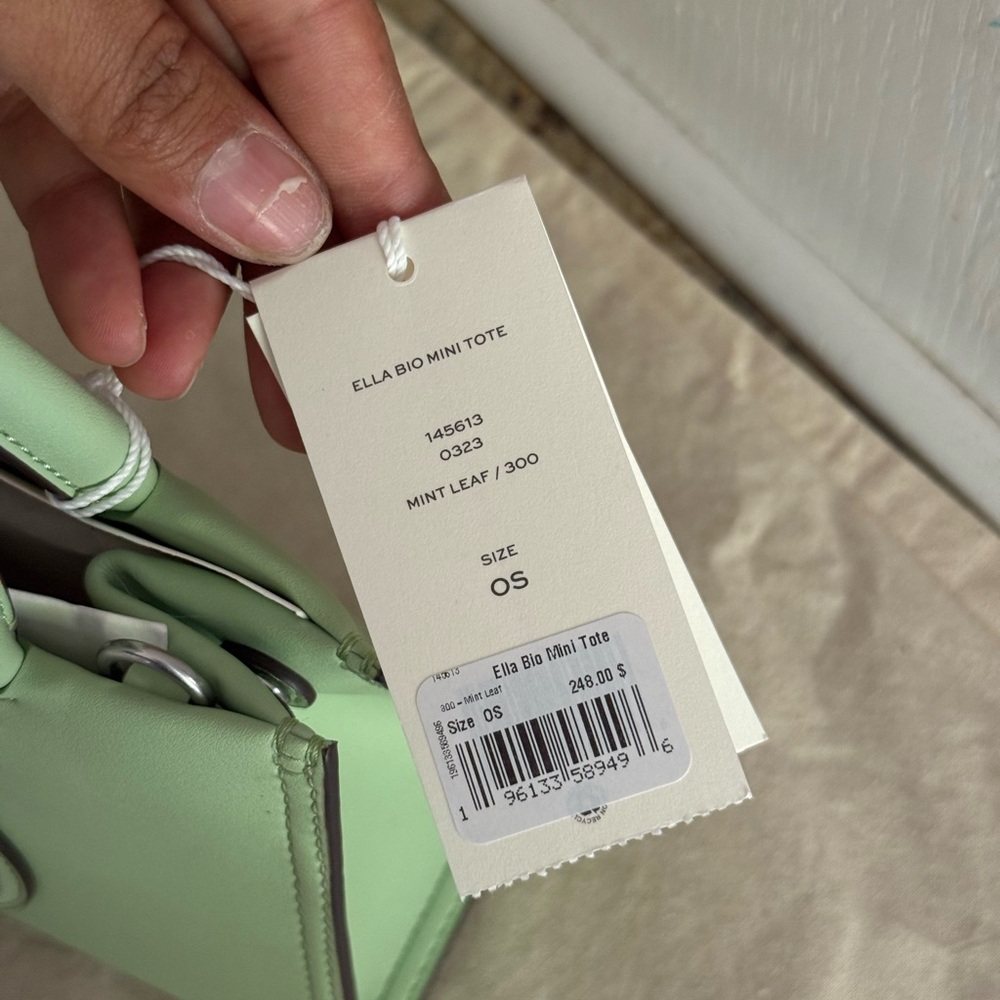 ELLA BIO MINI TOTE
145613
0323
MINT LEAF / 300
SIZE
OS
145613
Ella Bio Mini Tote
300 - Mint Leaf
248.00 $
Size OS
1 96133 58949 6